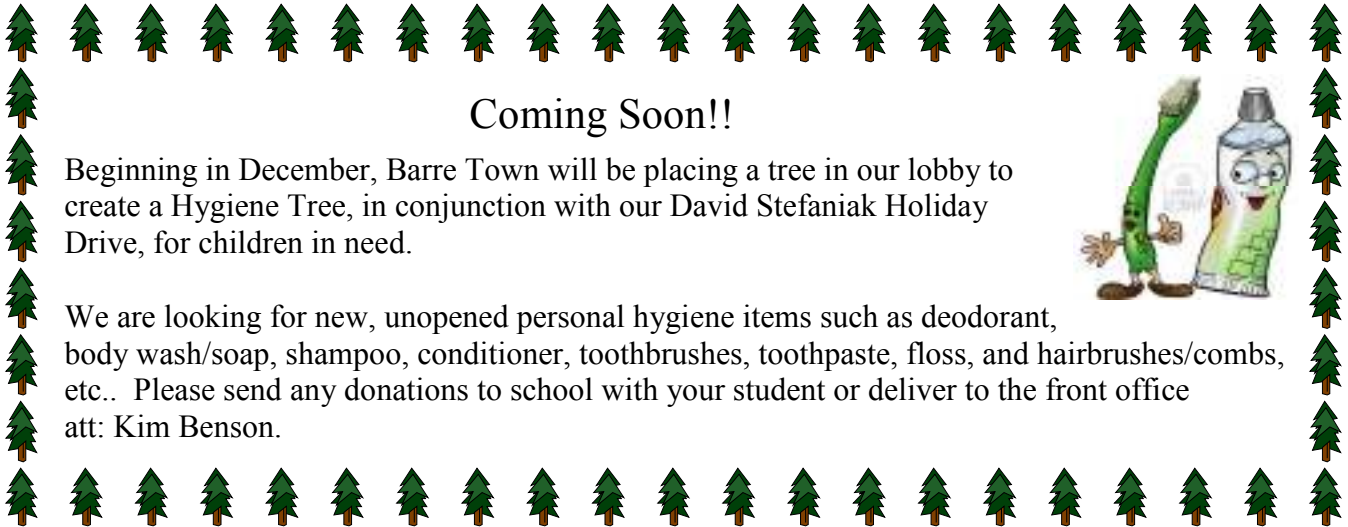 Coming Soon!!
Beginning in December, Barre Town will be placing a tree in our lobby to
create a Hygiene Tree, in conjunction with our David Stefaniak Holiday
Drive, for children in need.
We are looking for new, unopened personal hygiene items such as deodorant,
body wash/soap, shampoo, conditioner, toothbrushes, toothpaste, floss, and hairbrushes/combs,
etc..  Please send any donations to school with your student or deliver to the front office
att: Kim Benson.